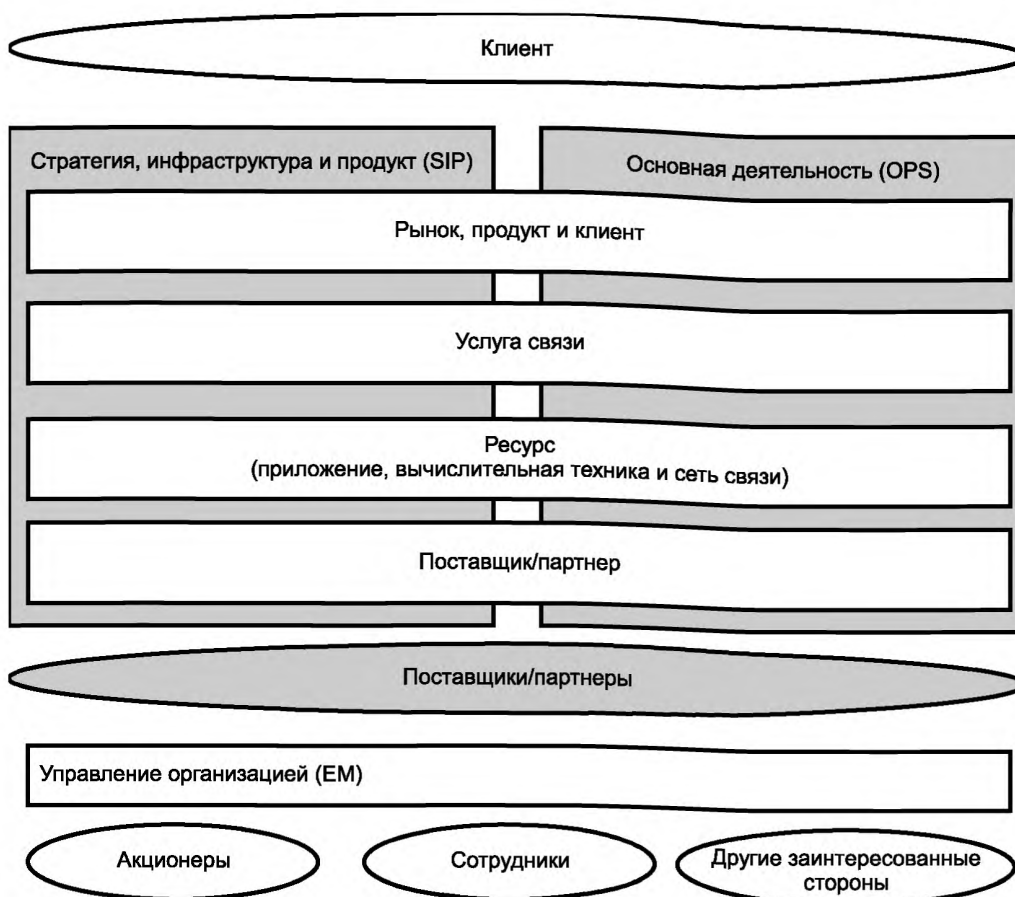 Клиент
Стратегия, инфраструктура и продукт (SIP)
Основная деятельность (OPS)
Рынок, продукт и клиент
Услуга связи
Ресурс
(приложение, вычислительная техника и сеть связи)
Поставщик/партнер
Поставщики/партнеры
Управление организацией (EM)
Акционеры
Сотрудники
Другие заинтересованные
стороны